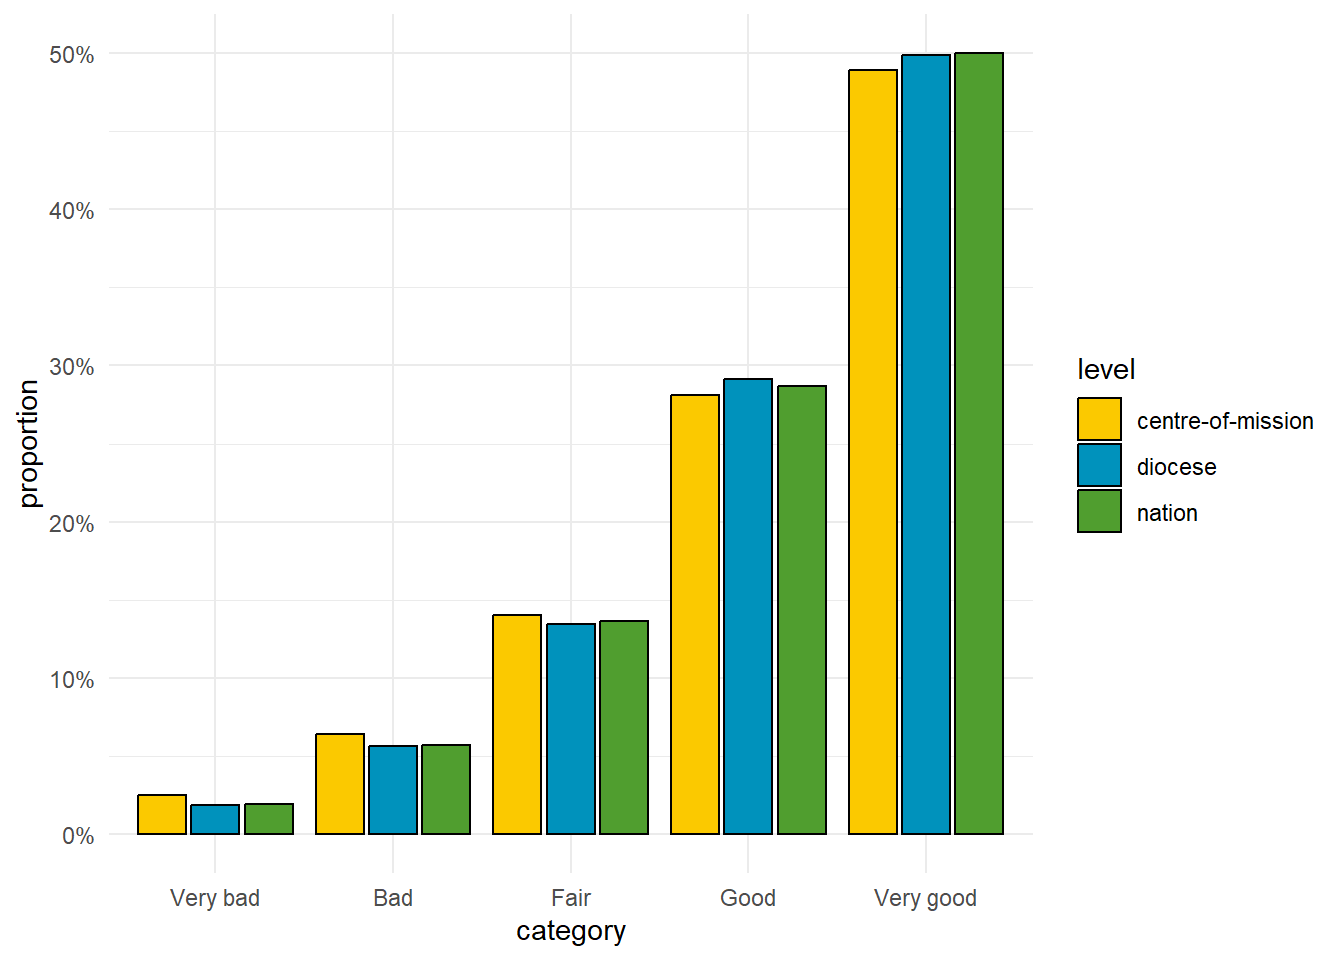 50%
40%
30%
20%
10%
0%
proportion
Very bad
Bad
Fair
Good
Very good
category
level
centre-of-mission
diocese
nation